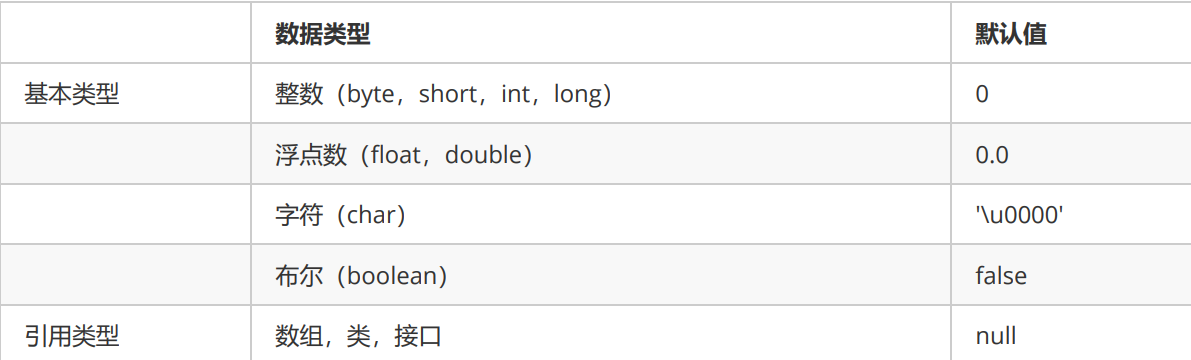 数据类型 默认值
基本类型 整数（byte，short，int，long） 0
浮点数（float，double） 0.0
字符（char） '\u0000'
布尔（boolean） false
引用类型 数组，类，接口 null